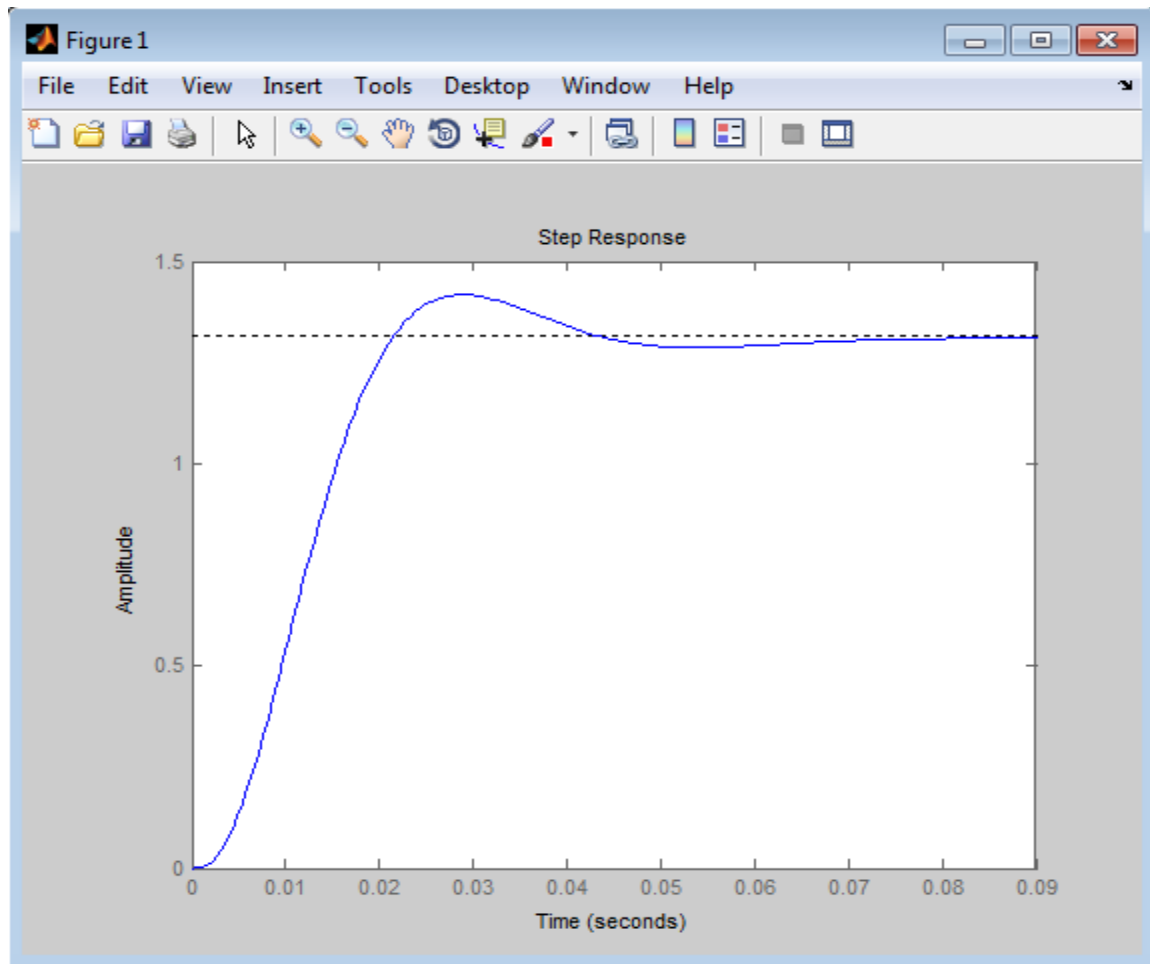 Figure 1
File Edit View Insert Tools Desktop Window Help
Step Response
1.5
1
0.5
0
Amplitude
0 0.01 0.02 0.03 0.04 0.05 0.06 0.07 0.08 0.09
Time (seconds)